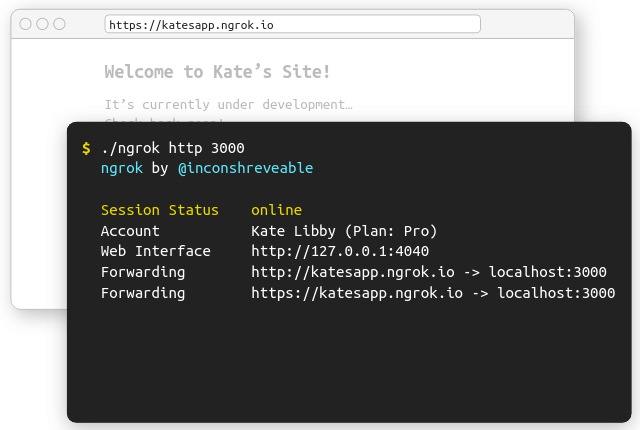 https://katesapp.ngrok.io
Welcome to Kate’s Site!
It’s currently under development…
$ ./ngrok http 3000
ngrok by @inconshreveable
Session Status online
Account Kate Libby (Plan: Pro)
Web Interface http://127.0.0.1:4040
Forwarding http://katesapp.ngrok.io -> localhost:3000
Forwarding https://katesapp.ngrok.io -> localhost:3000